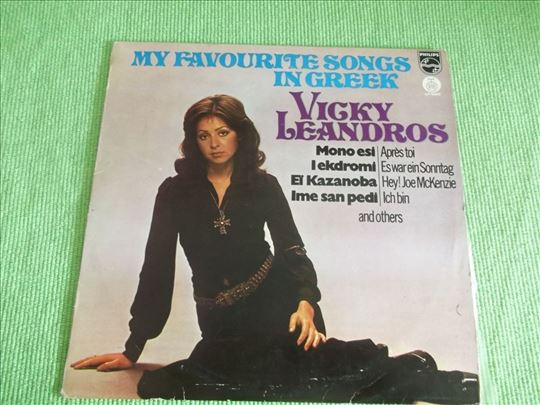 MY FAVOURITE SONGS
IN GREEK
PHILIPS
VICKY
LEANDROS
Mono esi | Après toi
I ekdromi | Es war ein Sonntag
Eï Kazanoba | Hey! Joe McKenzie
Ime san pedi | Ich bin
and others